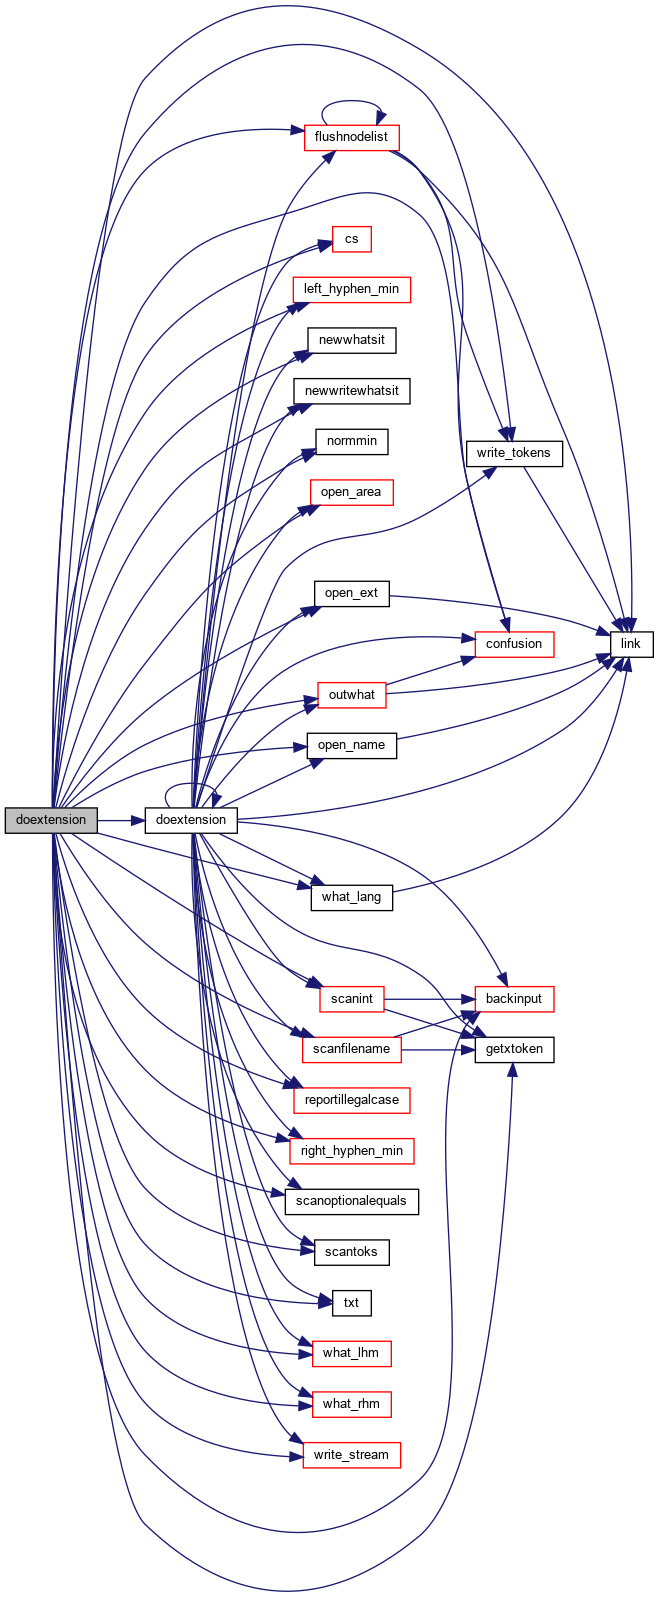 flushnodelist
cs
left_hyphen_min
newwhatsit
newwritewhatsit
normmin
write_tokens
open_area
open_ext
confusion
link
outwhat
open_name
doextension
doextension
what_lang
scanint
backinput
scanfilename
getxtoken
reportillegalcase
right_hyphen_min
scanoptionalequals
scantoks
txt
what_lhm
what_rhm
write_stream